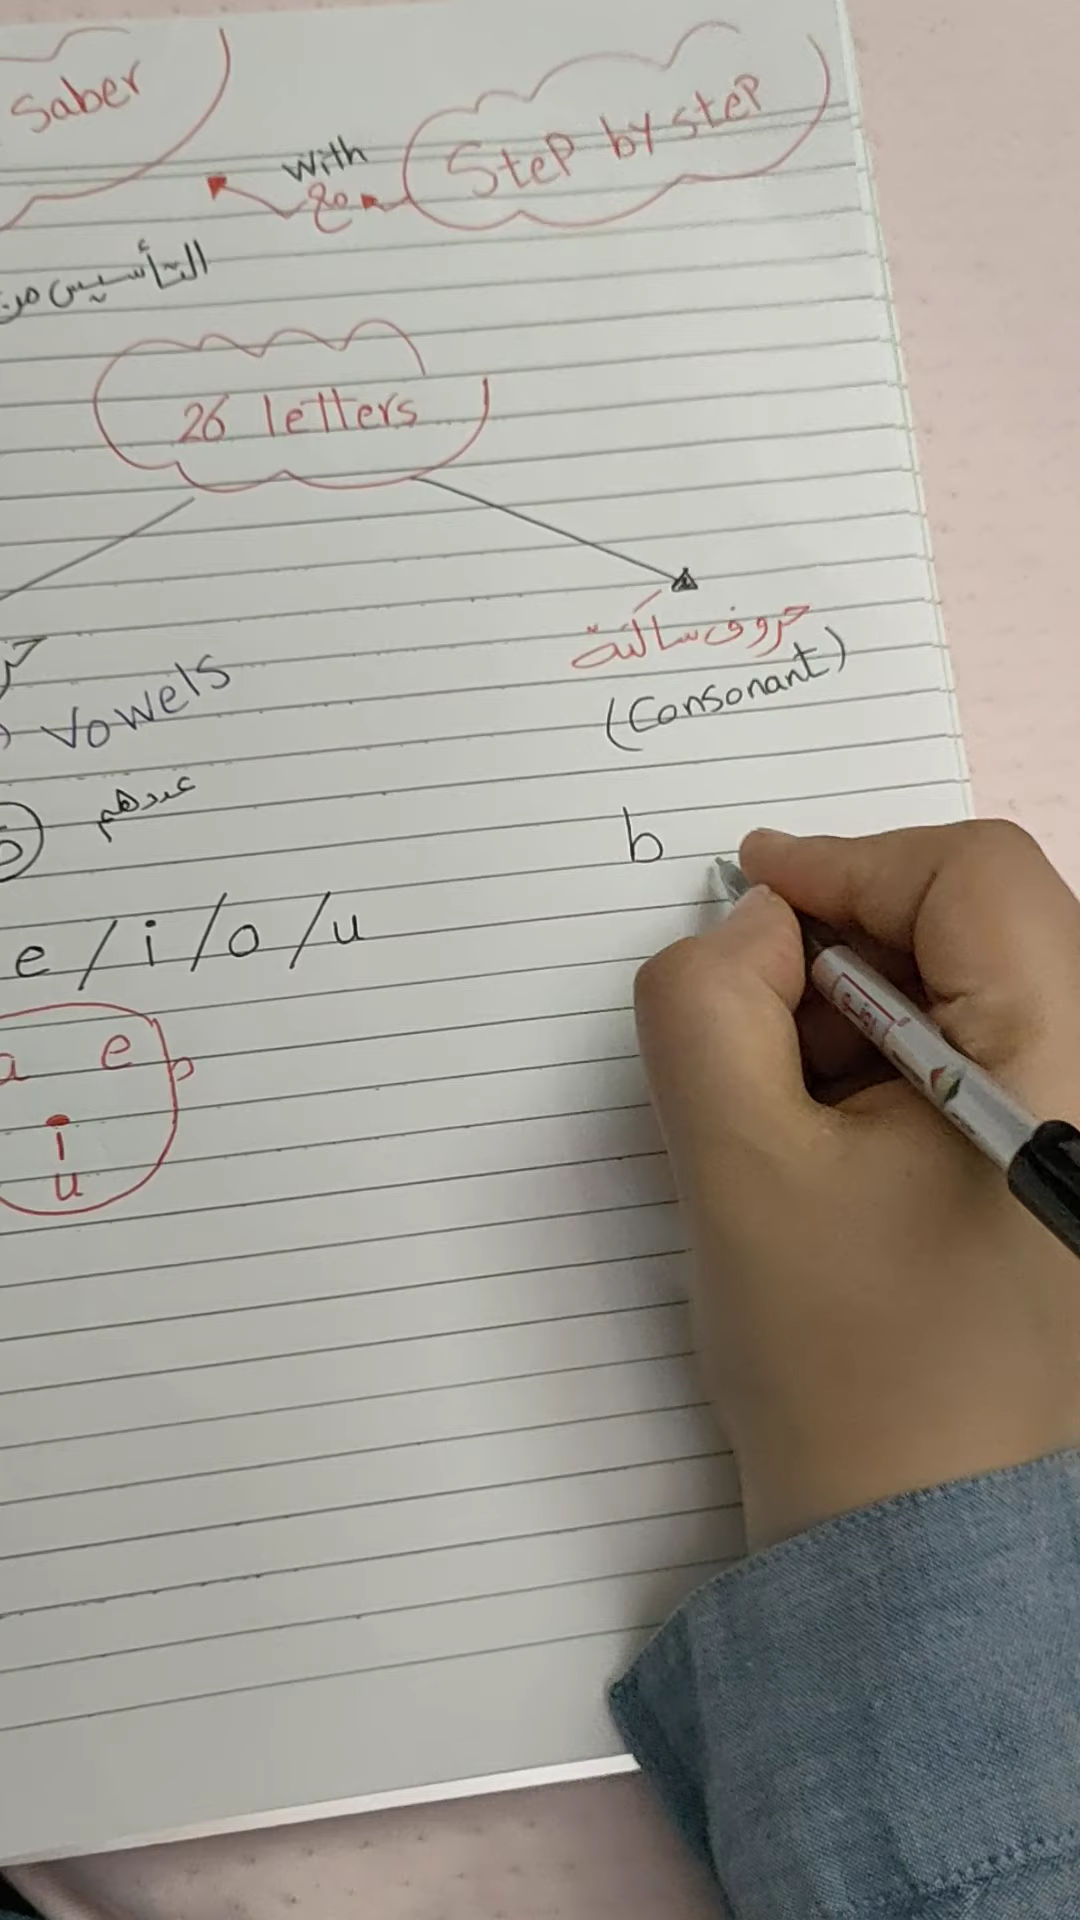 Saber
With
مع
Step by step
التأسيس من
26 letters
حروف ساكنة
(Consonant)
Vowels
عددهم
b
e / i / o / u
a e
i
u